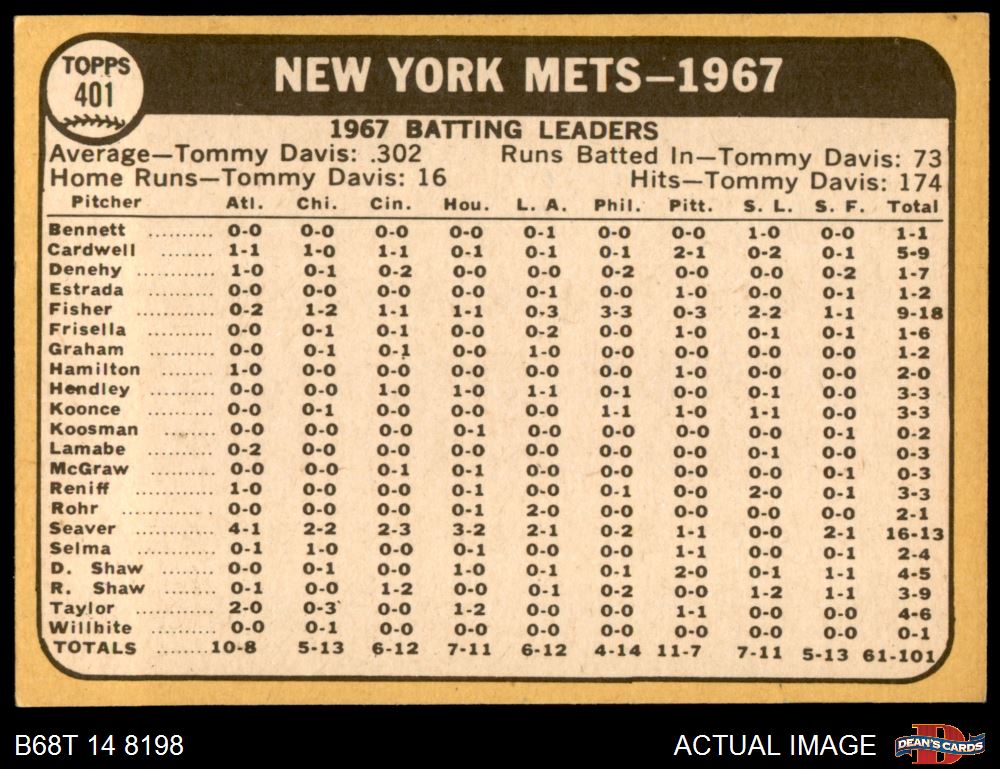 TOPPS
401
NEW YORK METS—1967
1967 BATTING LEADERS
Average—Tommy Davis: .302 Runs Batted In—Tommy Davis: 73
Home Runs—Tommy Davis: 16 Hits—Tommy Davis: 174
Pitcher Atl. Chi. Cin. Hou. L. A. Phil. Pitt. S. L. S. F. Total
Bennett .......... 0-0 0-0 0-0 0-0 0-1 0-0 0-0 1-0 0-0 1-1
Cardwell ........ 1-1 1-0 1-1 0-1 0-1 0-1 2-1 0-2 0-1 5-9
Denehy ............ 1-0 0-1 0-2 0-1 0-1 0-2 0-0 0-0 0-2 1-7
Estrada .......... 0-0 0-0 0-0 0-1 0-0 0-0 1-0 0-0 0-1 1-2
Fisher ............ 0-2 1-2 1-1 1-1 0-3 3-3 0-3 2-2 1-1 9-18
Frisella .......... 0-0 0-1 0-1 0-0 0-2 0-0 1-0 0-1 0-1 1-6
Graham .......... 0-0 0-1 0-1 0-0 1-0 0-0 0-0 0-0 0-0 1-2
Hamilton ........ 1-0 0-0 0-0 0-0 0-0 0-0 1-0 0-0 0-0 2-0
Hendley .......... 0-0 0-0 1-0 1-0 1-1 0-1 0-0 0-1 0-0 3-3
Koonce .......... 0-0 0-1 0-0 0-0 0-0 1-1 1-0 1-1 0-0 3-3
Koosman ....... 0-0 0-0 0-0 0-1 0-0 0-0 0-0 0-0 0-1 0-2
Lamabe .......... 0-2 0-0 0-0 0-0 0-0 0-0 0-0 0-1 0-0 0-3
McGraw .......... 0-0 0-0 0-1 0-1 0-0 0-0 0-0 0-0 0-1 0-3
Reniff ............ 1-0 0-0 0-0 0-1 0-0 0-1 0-0 2-0 0-1 3-3
Rohr .............. 0-0 0-0 0-0 0-1 2-0 0-0 0-0 0-0 0-0 2-1
Seaver ............ 4-1 2-2 2-3 3-2 2-1 0-2 1-1 0-0 2-1 16-13
Selma ............ 0-1 1-0 0-0 0-1 0-0 0-0 1-1 0-0 0-1 2-4
D. Shaw ........ 0-0 0-1 0-0 1-0 0-1 0-1 2-0 0-1 1-1 4-5
R. Shaw ........ 0-1 0-0 1-2 0-0 0-1 0-2 0-0 1-2 1-1 3-9
Taylor ............ 2-0 0-3 0-0 1-2 0-0 0-0 1-1 0-0 0-0 4-6
Willhite .......... 0-0 0-1 0-0 0-0 0-0 0-0 0-0 0-0 0-0 0-1
TOTALS ........ 10-8 5-13 6-12 7-11 6-12 4-14 11-7 7-11 5-13 61-101
B68T 14 8198 ACTUAL IMAGE DEAN'S CARDS